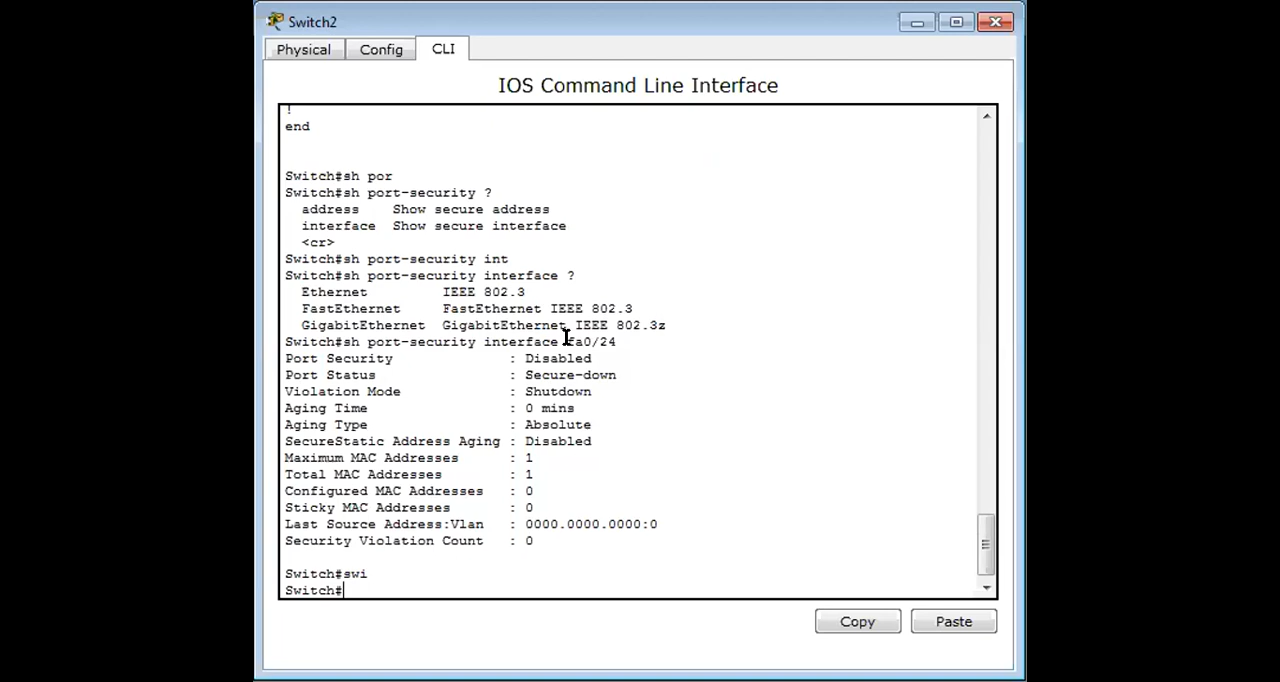 Switch2
Physical Config CLI
IOS Command Line Interface
!
end
Switch#sh por
Switch#sh port-security ?
address Show secure address
interface Show secure interface
<cr>
Switch#sh port-security int
Switch#sh port-security interface ?
Ethernet IEEE 802.3
FastEthernet FastEthernet IEEE 802.3
GigabitEthernet GigabitEthernet IEEE 802.3z
Switch#sh port-security interface fa0/24
Port Security : Disabled
Port Status : Secure-down
Violation Mode : Shutdown
Aging Time : 0 mins
Aging Type : Absolute
SecureStatic Address Aging : Disabled
Maximum MAC Addresses : 1
Total MAC Addresses : 1
Configured MAC Addresses : 0
Sticky MAC Addresses : 0
Last Source Address:Vlan : 0000.0000.0000:0
Security Violation Count : 0
Switch#swi
Switch#
Copy Paste